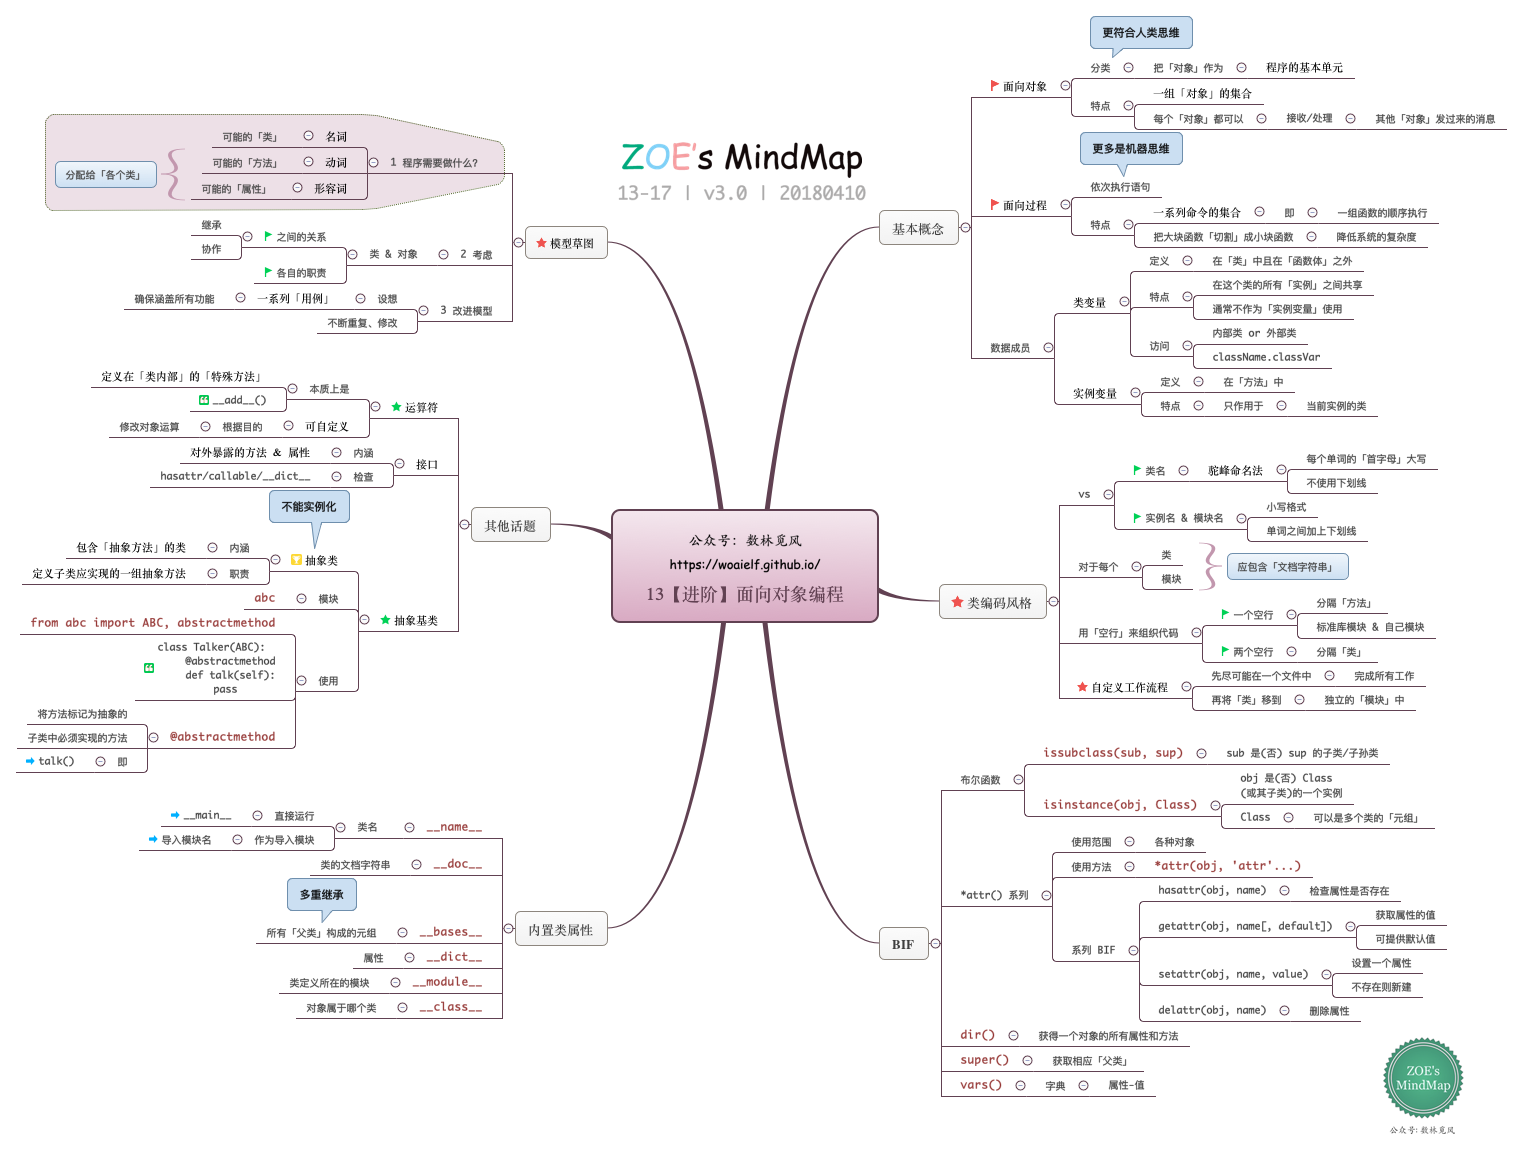 ZOE's MindMap
13-17 | v3.0 | 20180410
公众号：数林觅风
https://woaielf.github.io/
13【进阶】面向对象编程
基本概念
更符合人类思维
面向对象
分类
把「对象」作为
程序的基本单元
特点
一组「对象」的集合
每个「对象」都可以
接收/处理
其他「对象」发过来的消息
更多是机器思维
面向过程
依次执行语句
特点
一系列命令的集合
即
一组函数的顺序执行
把大块函数「切割」成小块函数
降低系统的复杂度
数据成员
类变量
定义
在「类」中且在「函数体」之外
特点
在这个类的所有「实例」之间共享
通常不作为「实例变量」使用
访问
内部类 or 外部类
className.classVar
实例变量
定义
在「方法」中
特点
只作用于
当前实例的类
类编码风格
vs
类名
驼峰命名法
每个单词的「首字母」大写
不使用下划线
实例名 & 模块名
小写格式
单词之间加上下划线
对于每个
类
模块
应包含「文档字符串」
用「空行」来组织代码
一个空行
分隔「方法」
标准库模块 & 自己模块
两个空行
分隔「类」
自定义工作流程
先尽可能在一个文件中
完成所有工作
再将「类」移到
独立的「模块」中
BIF
布尔函数
issubclass(sub, sup)
sub 是(否) sup 的子类/子孙类
isinstance(obj, Class)
obj 是(否) Class
(或其子类)的一个实例
Class
可以是多个类的「元组」
*attr() 系列
使用范围
各种对象
使用方法
*attr(obj, 'attr'...)
系列 BIF
hasattr(obj, name)
检查属性是否存在
getattr(obj, name[, default])
获取属性的值
可提供默认值
setattr(obj, name, value)
设置一个属性
不存在则新建
delattr(obj, name)
删除属性
dir()
获得一个对象的所有属性和方法
super()
获取相应「父类」
vars()
字典
属性-值
模型草图
1 程序需要做什么?
名词
可能的「类」
动词
可能的「方法」
形容词
可能的「属性」
分配给「各个类」
2 考虑
类 & 对象
之间的关系
继承
协作
各自的职责
3 改进模型
设想
一系列「用例」
确保涵盖所有功能
不断重复、修改
其他话题
运算符
本质上是
定义在「类内部」的「特殊方法」
__add__()
可自定义
根据目的
修改对象运算
接口
内涵
对外暴露的方法 & 属性
检查
hasattr/callable/__dict__
抽象基类
不能实例化
抽象类
内涵
包含「抽象方法」的类
职责
定义子类应实现的一组抽象方法
模块
abc
使用
from abc import ABC, abstractmethod
class Talker(ABC):
@abstractmethod
def talk(self):
pass
@abstractmethod
将方法标记为抽象的
子类中必须实现的方法
即
talk()
内置类属性
__name__
类名
直接运行
__main__
作为导入模块
导入模块名
__doc__
类的文档字符串
多重继承
__bases__
所有「父类」构成的元组
__dict__
属性
__module__
类定义所在的模块
__class__
对象属于哪个类
ZOE's
MindMap
公众号: 数林觅风